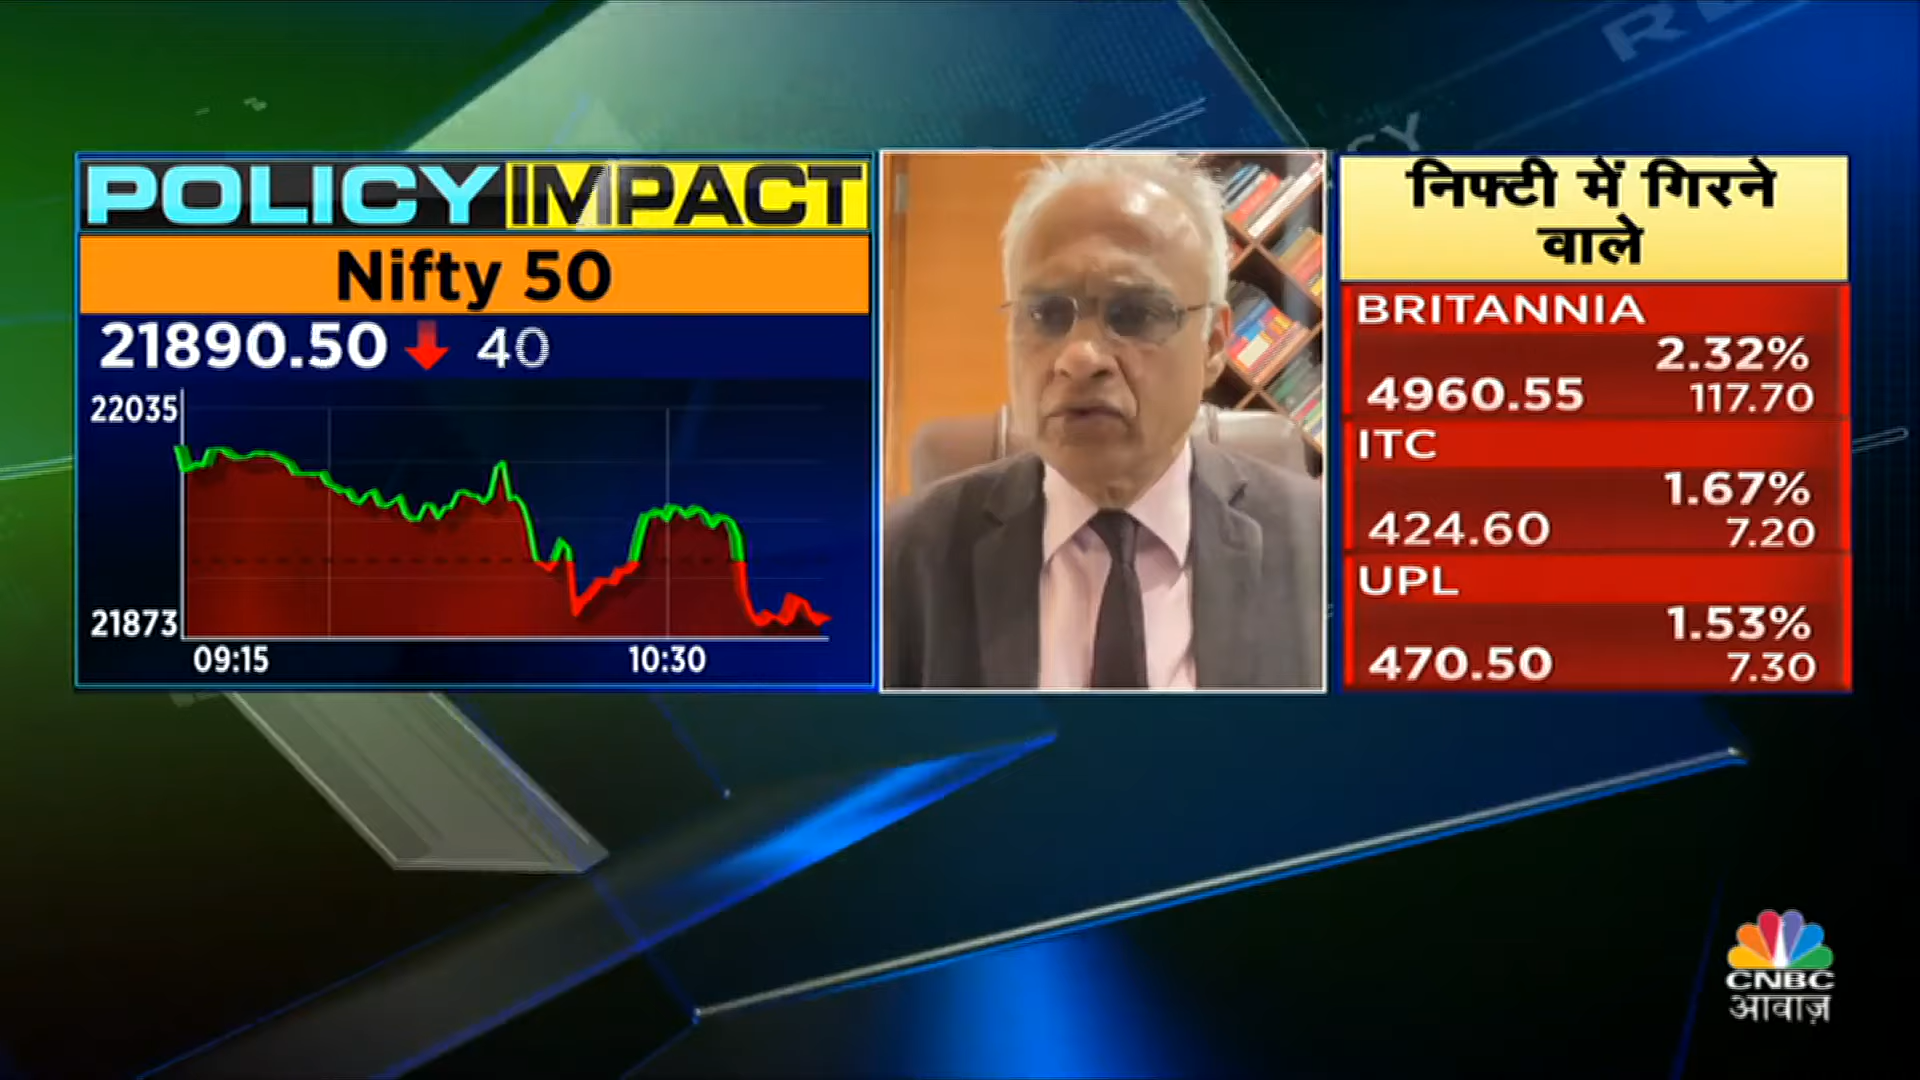 POLICY IMPACT
Nifty 50
21890.50 40
22035
21873
09:15 10:30
निफ्टी में गिरने
वाले
BRITANNIA
2.32%
4960.55 117.70
ITC
1.67%
424.60 7.20
UPL
1.53%
470.50 7.30
CNBC
आवाज़